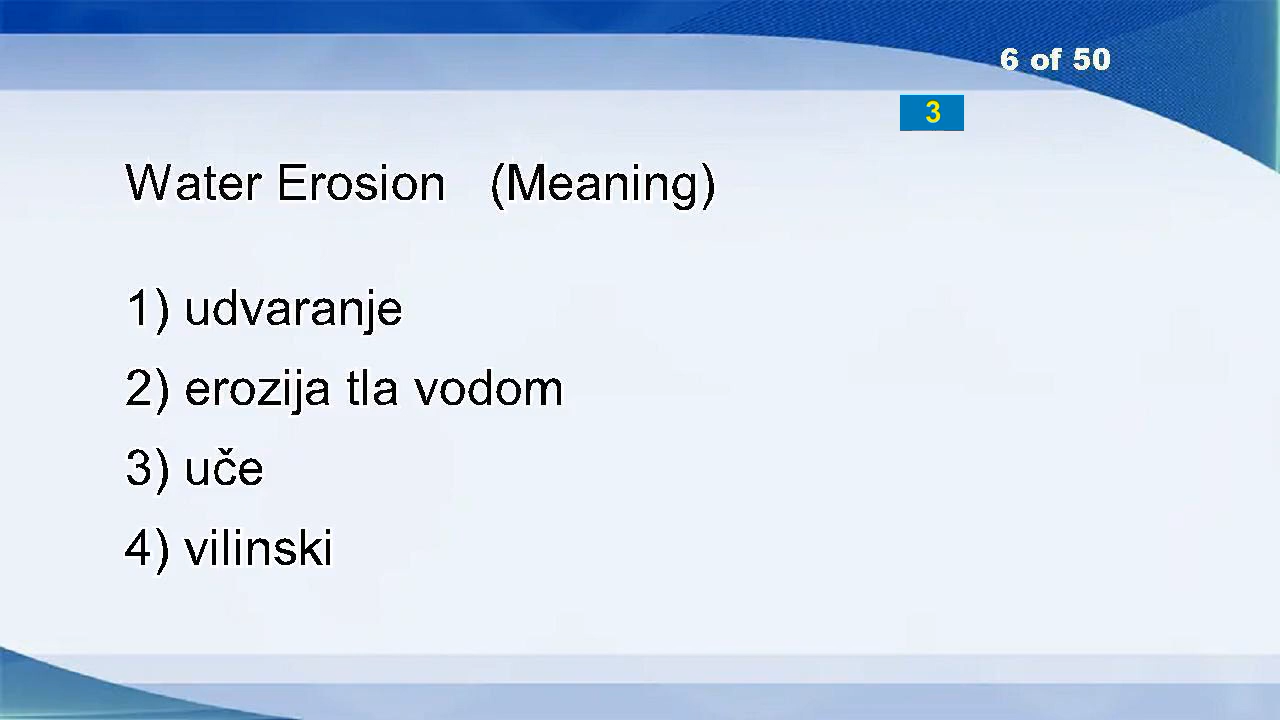 6 of 50
3
Water Erosion (Meaning)
1) udvaranje
2) erozija tla vodom
3) uče
4) vilinski